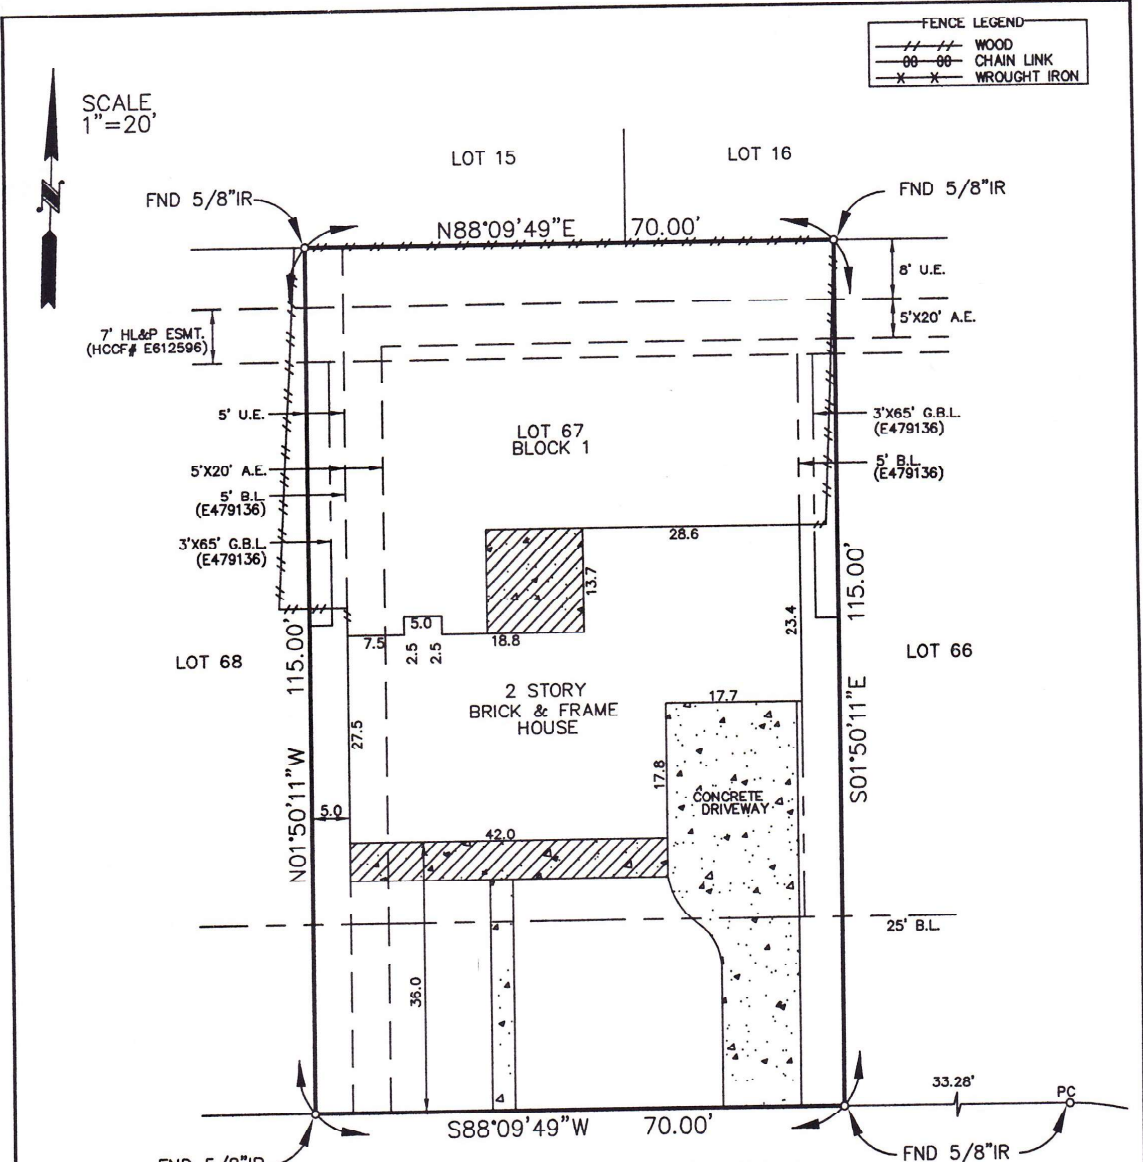 FENCE LEGEND
WOOD
CHAIN LINK
WROUGHT IRON
SCALE
1"=20'
N
LOT 15
LOT 16
FND 5/8"IR
FND 5/8"IR
N88°09'49"E 70.00'
8' U.E.
5'X20' A.E.
7' HL&P ESMT.
(HCCF# E612596)
5' U.E.
3'X65' G.B.L.
(E479136)
LOT 67
BLOCK 1
5'X20' A.E.
5' B.L.
(E479136)
5' B.L.
(E479136)
3'X65' G.B.L.
(E479136)
28.6
13.7
115.00'
23.4
5.0
7.5
2.5
2.5
18.8
115.00'
LOT 68
LOT 66
2 STORY
BRICK & FRAME
HOUSE
17.7
S01°50'11"E
27.5
17.8
CONCRETE
DRIVEWAY
N01°50'11"W
5.0
42.0
25' B.L.
36.0
33.28'
PC
S88°09'49"W 70.00'
FND 5/8"IR
FND 5/8"IR